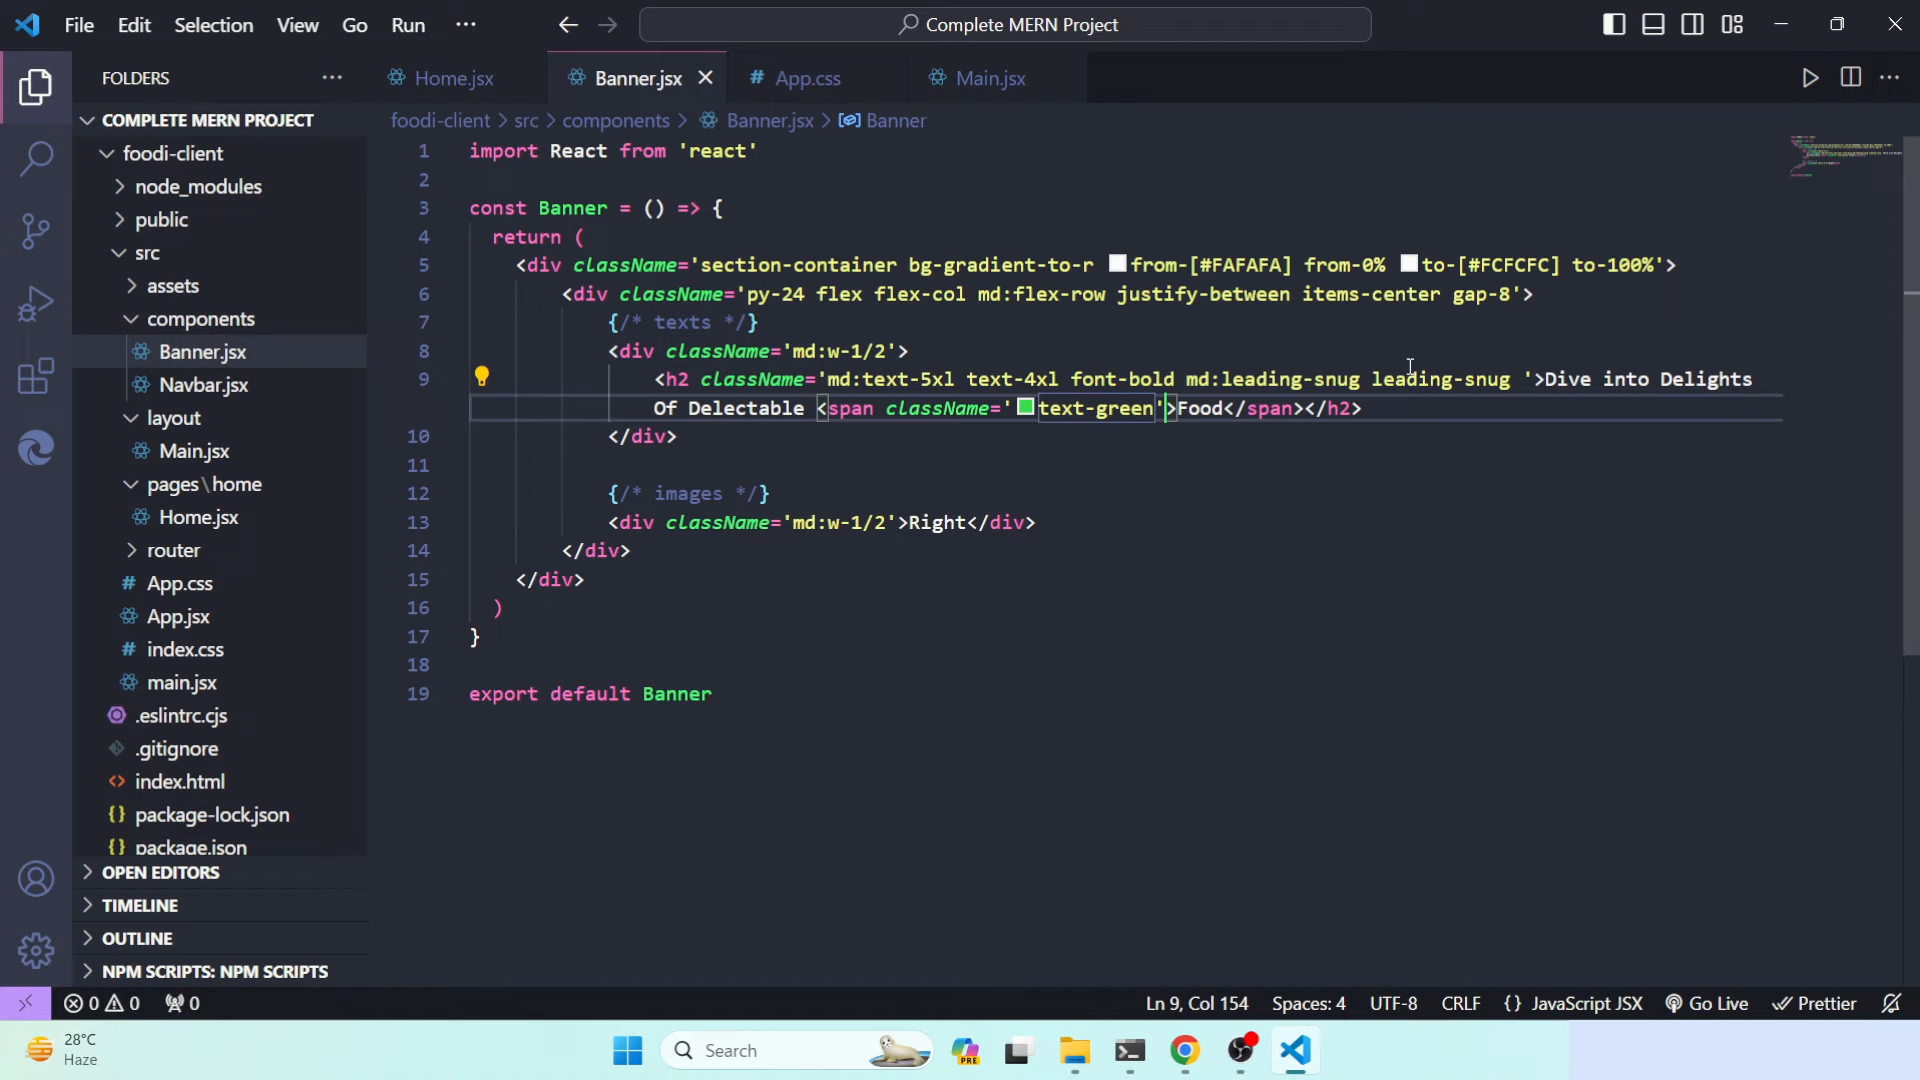 File Edit Selection View Go Run ··· Complete MERN Project
FOLDERS ···
Home.jsx Banner.jsx # App.css Main.jsx
COMPLETE MERN PROJECT
foodi-client
node_modules
public
src
assets
components
Banner.jsx
Navbar.jsx
layout
Main.jsx
pages\home
Home.jsx
router
# App.css
App.jsx
# index.css
main.jsx
.eslintrc.cjs
.gitignore
<> index.html
{} package-lock.json
{} package.json
OPEN EDITORS
TIMELINE
OUTLINE
NPM SCRIPTS: NPM SCRIPTS
foodi-client > src > components > Banner.jsx > Banner
1 import React from 'react'
2
3 const Banner = () => {
4 return (
5 <div className='section-container bg-gradient-to-r from-[#FAFAFA] from-0% to-[#FCFCFC] to-100%'>
6 <div className='py-24 flex flex-col md:flex-row justify-between items-center gap-8'>
7 {/* texts */}
8 <div className='md:w-1/2'>
9 <h2 className='md:text-5xl text-4xl font-bold md:leading-snug leading-snug '>Dive into Delights
Of Delectable <span className='text-green'>Food</span></h2>
10 </div>
11
12 {/* images */}
13 <div className='md:w-1/2'>Right</div>
14 </div>
15 </div>
16 )
17 }
18
19 export default Banner
0 0 0 Ln 9, Col 154 Spaces: 4 UTF-8 CRLF {} JavaScript JSX Go Live Prettier
28°C
Haze
Search
PRE